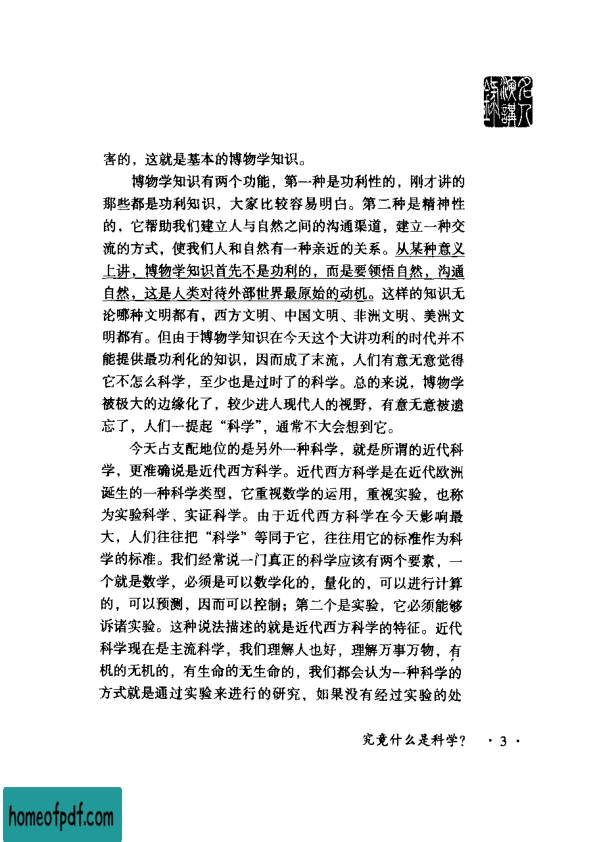 名人
演講
害的，这就是基本的博物学知识。
博物学知识有两个功能，第一种是功利性的，刚才讲的
那些都是功利知识，大家比较容易明白。第二种是精神性
的，它帮助我们建立人与自然之间的沟通渠道，建立一种交
流的方式，使我们人和自然有一种亲近的关系。从某种意义
上讲，博物学知识首先不是功利的，而是要领悟自然，沟通
自然，这是人类对待外部世界最原始的动机。这样的知识无
论哪种文明都有，西方文明、中国文明、非洲文明、美洲文
明都有。但由于博物学知识在今天这个大讲功利的时代并不
能提供最功利化的知识，因而成了末流，人们有意无意觉得
它不怎么科学，至少也是过时了的科学。总的来说，博物学
被极大的边缘化了，较少进人现代人的视野，有意无意被遗
忘了，人们一提起“科学”，通常不大会想到它。
今天占支配地位的是另外一种科学，就是所谓的近代科
学，更准确说是近代西方科学。近代西方科学是在近代欧洲
诞生的一种科学类型，它重视数学的运用，重视实验，也称
为实验科学、实证科学。由于近代西方科学在今天影响最
大，人们往往把“科学”等同于它，往往用它的标准作为科
学的标准。我们经常说一门真正的科学应该有两个要素，一
个就是数学，必须是可以数学化的，量化的，可以进行计算
的，可以预测，因而可以控制；第二个是实验，它必须能够
诉诸实验。这种说法描述的就是近代西方科学的特征。近代
科学现在是主流科学，我们理解人也好，理解万事万物，有
机的无机的，有生命的无生命的，我们都会认为一种科学的
方式就是通过实验来进行的研究，如果没有经过实验的处
究竟什么是科学？ ·3·
homeofpdf.com